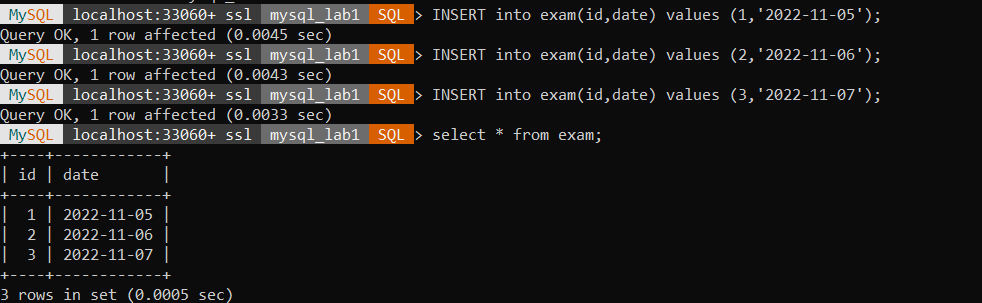 MySQL localhost:33060+ ssl mysql_lab1 SQL > INSERT into exam(id,date) values (1,'2022-11-05');
Query OK, 1 row affected (0.0045 sec)
MySQL localhost:33060+ ssl mysql_lab1 SQL > INSERT into exam(id,date) values (2,'2022-11-06');
Query OK, 1 row affected (0.0043 sec)
MySQL localhost:33060+ ssl mysql_lab1 SQL > INSERT into exam(id,date) values (3,'2022-11-07');
Query OK, 1 row affected (0.0033 sec)
MySQL localhost:33060+ ssl mysql_lab1 SQL > select * from exam;
+----+------------+
| id | date       |
+----+------------+
|  1 | 2022-11-05 |
|  2 | 2022-11-06 |
|  3 | 2022-11-07 |
+----+------------+
3 rows in set (0.0005 sec)